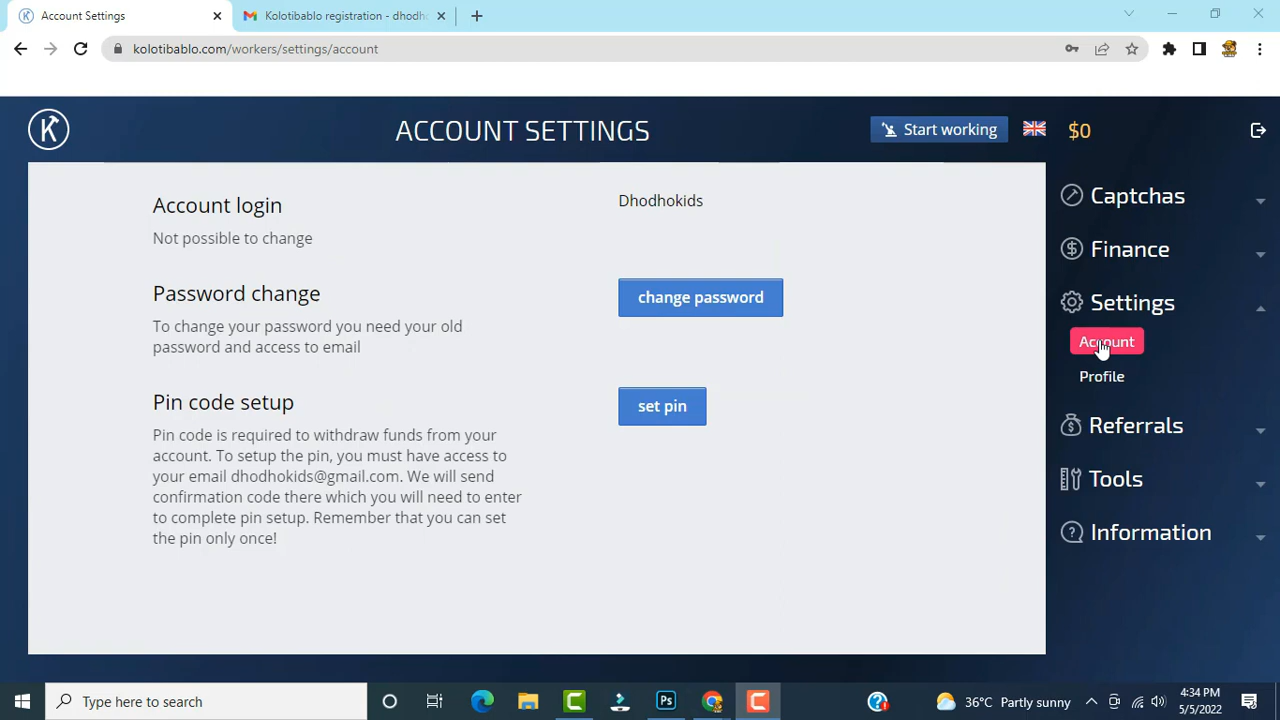 Account Settings
Kolotibablo registration - dhodh
kolotibablo.com/workers/settings/account
K
ACCOUNT SETTINGS
Start working
$0
Account login
Not possible to change
Dhodhokids
Password change
To change your password you need your old
password and access to email
change password
Pin code setup
Pin code is required to withdraw funds from your
account. To setup the pin, you must have access to
your email dhodhokids@gmail.com. We will send
confirmation code there which you will need to enter
to complete pin setup. Remember that you can set
the pin only once!
set pin
Captchas
Finance
Settings
Account
Profile
Referrals
Tools
Information
Type here to search
Ps
36°C Partly sunny
4:34 PM
5/5/2022